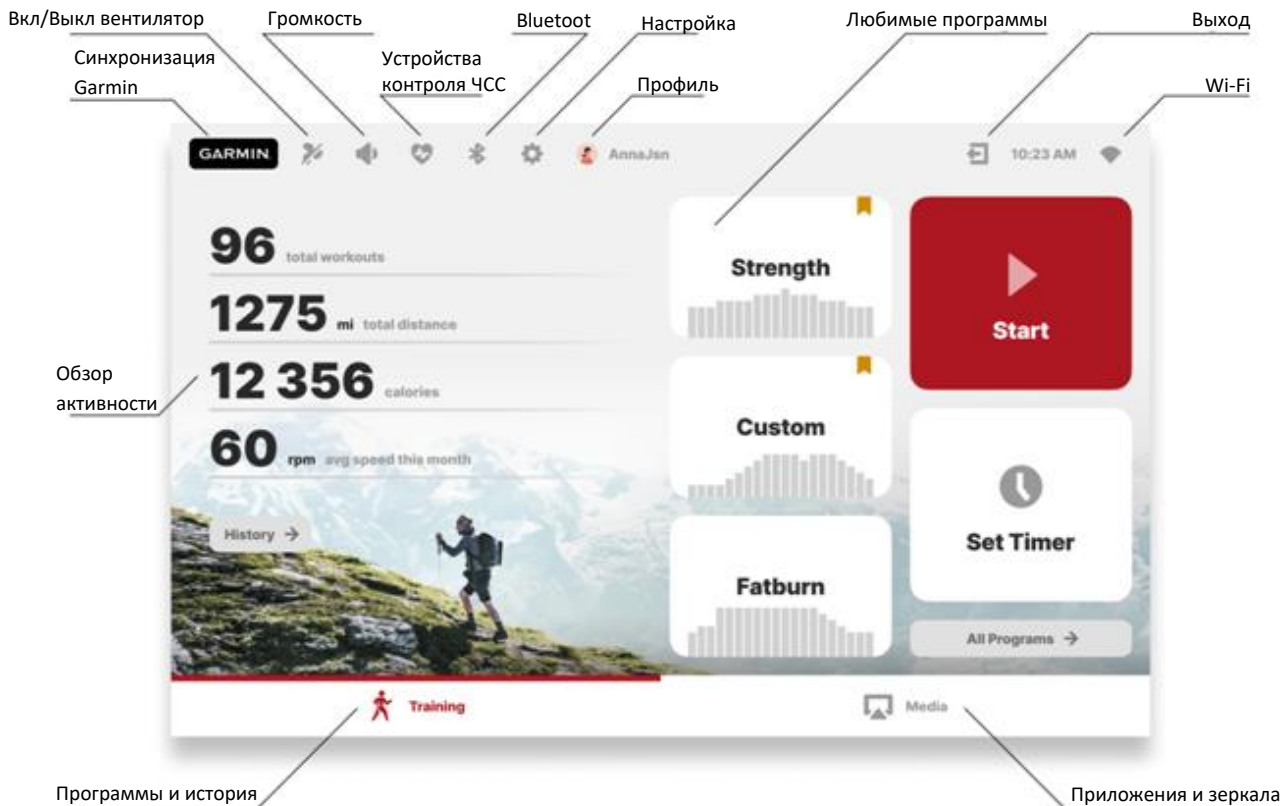 Вкл/Выкл вентилятор
Громкость
Bluetoot
Настройка
Любимые программы
Выход
Синхронизация
Garmin
Устройства
контроля ЧСС
Профиль
Wi-Fi
GARMIN
AnnaJsn
10:23 AM
96 total workouts
1275 mi total distance
12 356 calories
60 rpm avg speed this month
History →
Обзор
активности
Strength
Custom
Fatburn
Start
Set Timer
All Programs →
Training
Media
Программы и история
Приложения и зеркала